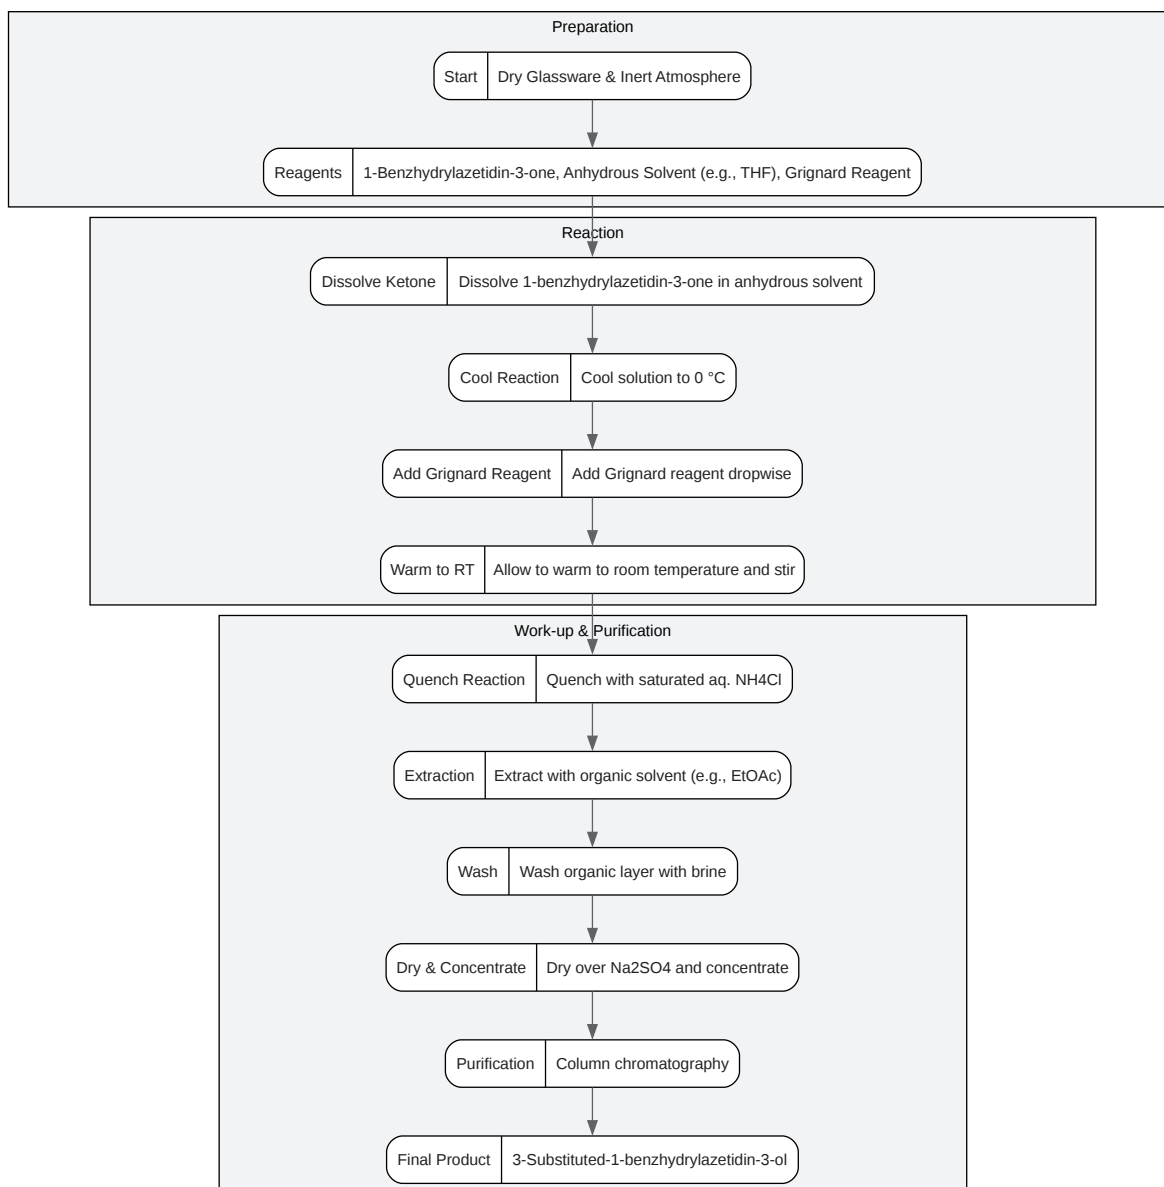 Preparation
Start Dry Glassware & Inert Atmosphere
Reagents 1-Benzhydrylazetidin-3-one, Anhydrous Solvent (e.g., THF), Grignard Reagent
Reaction
Dissolve Ketone Dissolve 1-benzhydrylazetidin-3-one in anhydrous solvent
Cool Reaction Cool solution to 0 °C
Add Grignard Reagent Add Grignard reagent dropwise
Warm to RT Allow to warm to room temperature and stir
Work-up & Purification
Quench Reaction Quench with saturated aq. NH4Cl
Extraction Extract with organic solvent (e.g., EtOAc)
Wash Wash organic layer with brine
Dry & Concentrate Dry over Na2SO4 and concentrate
Purification Column chromatography
Final Product 3-Substituted-1-benzhydrylazetidin-3-ol